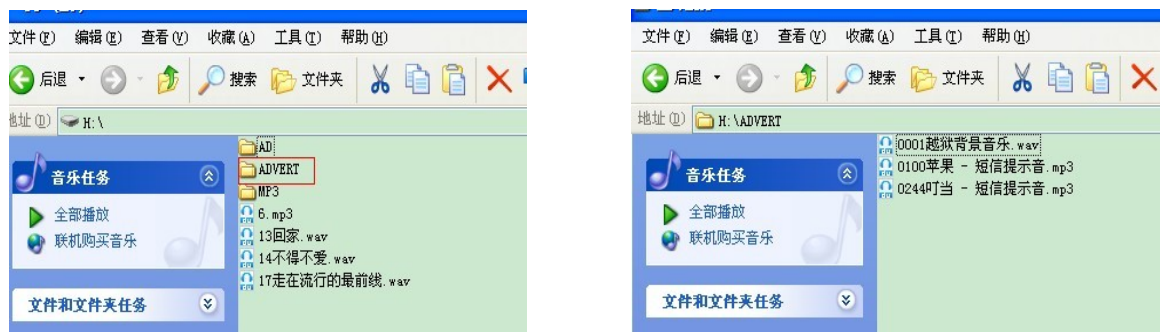 文件(F) 编辑(E) 查看(V) 收藏(A) 工具(T) 帮助(H)
后退 搜索 文件夹
地址(D) H:\
音乐任务
全部播放
联机购买音乐
文件和文件夹任务
AD
ADVERT
MP3
6.mp3
13回家.wav
14不得不爱.wav
17走在流行的最前线.wav
文件(F) 编辑(E) 查看(V) 收藏(A) 工具(T) 帮助(H)
后退 搜索 文件夹
地址(D) H:\ADVERT
音乐任务
全部播放
联机购买音乐
文件和文件夹任务
0001越狱背景音乐.wav
0100苹果 - 短信提示音.mp3
0244叮当 - 短信提示音.mp3